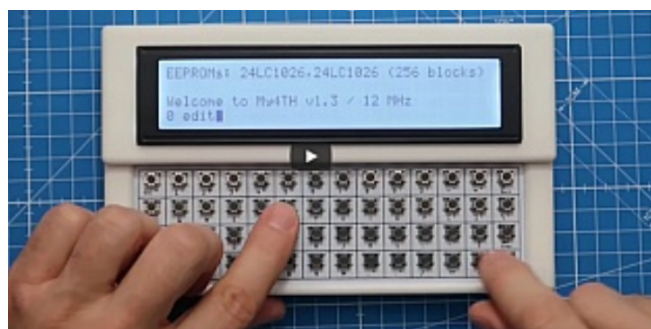 EEPROMs: 24LC1026,24LC1026 (256 blocks)
Welcome to My4TH v1.3 / 12 MHz
0 edit